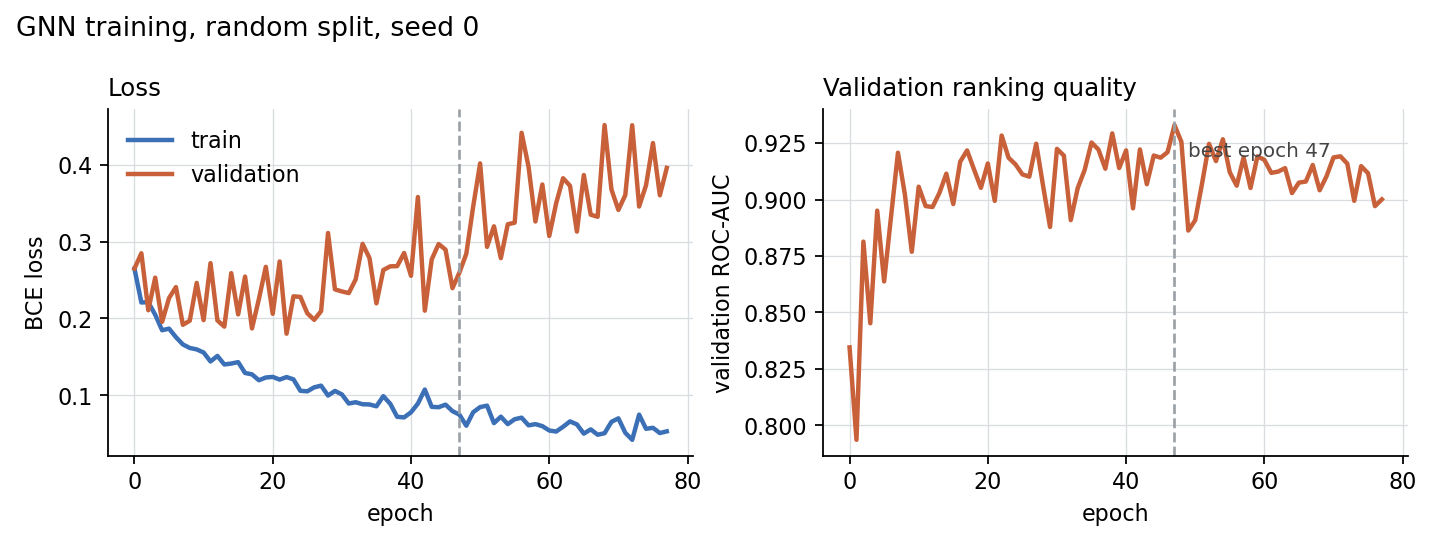 GNN training, random split, seed 0
Loss
train
validation
0.4
0.3
0.2
0.1
BCE loss
0
20
40
60
80
epoch
Validation ranking quality
best epoch 47
0.925
0.900
0.875
0.850
0.825
0.800
validation ROC-AUC
0
20
40
60
80
epoch